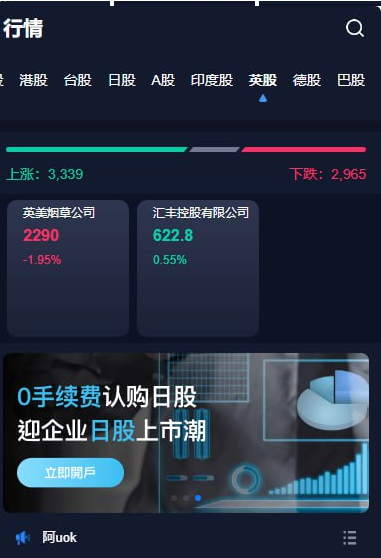 行情
股 港股 台股 日股 A股 印度股 英股 德股 巴股
上涨：3,339 下跌：2,965
英美烟草公司 汇丰控股有限公司
2290 622.8
-1.95% 0.55%
0手续费认购日股
迎企业日股上市潮
立即開戶
阿uok